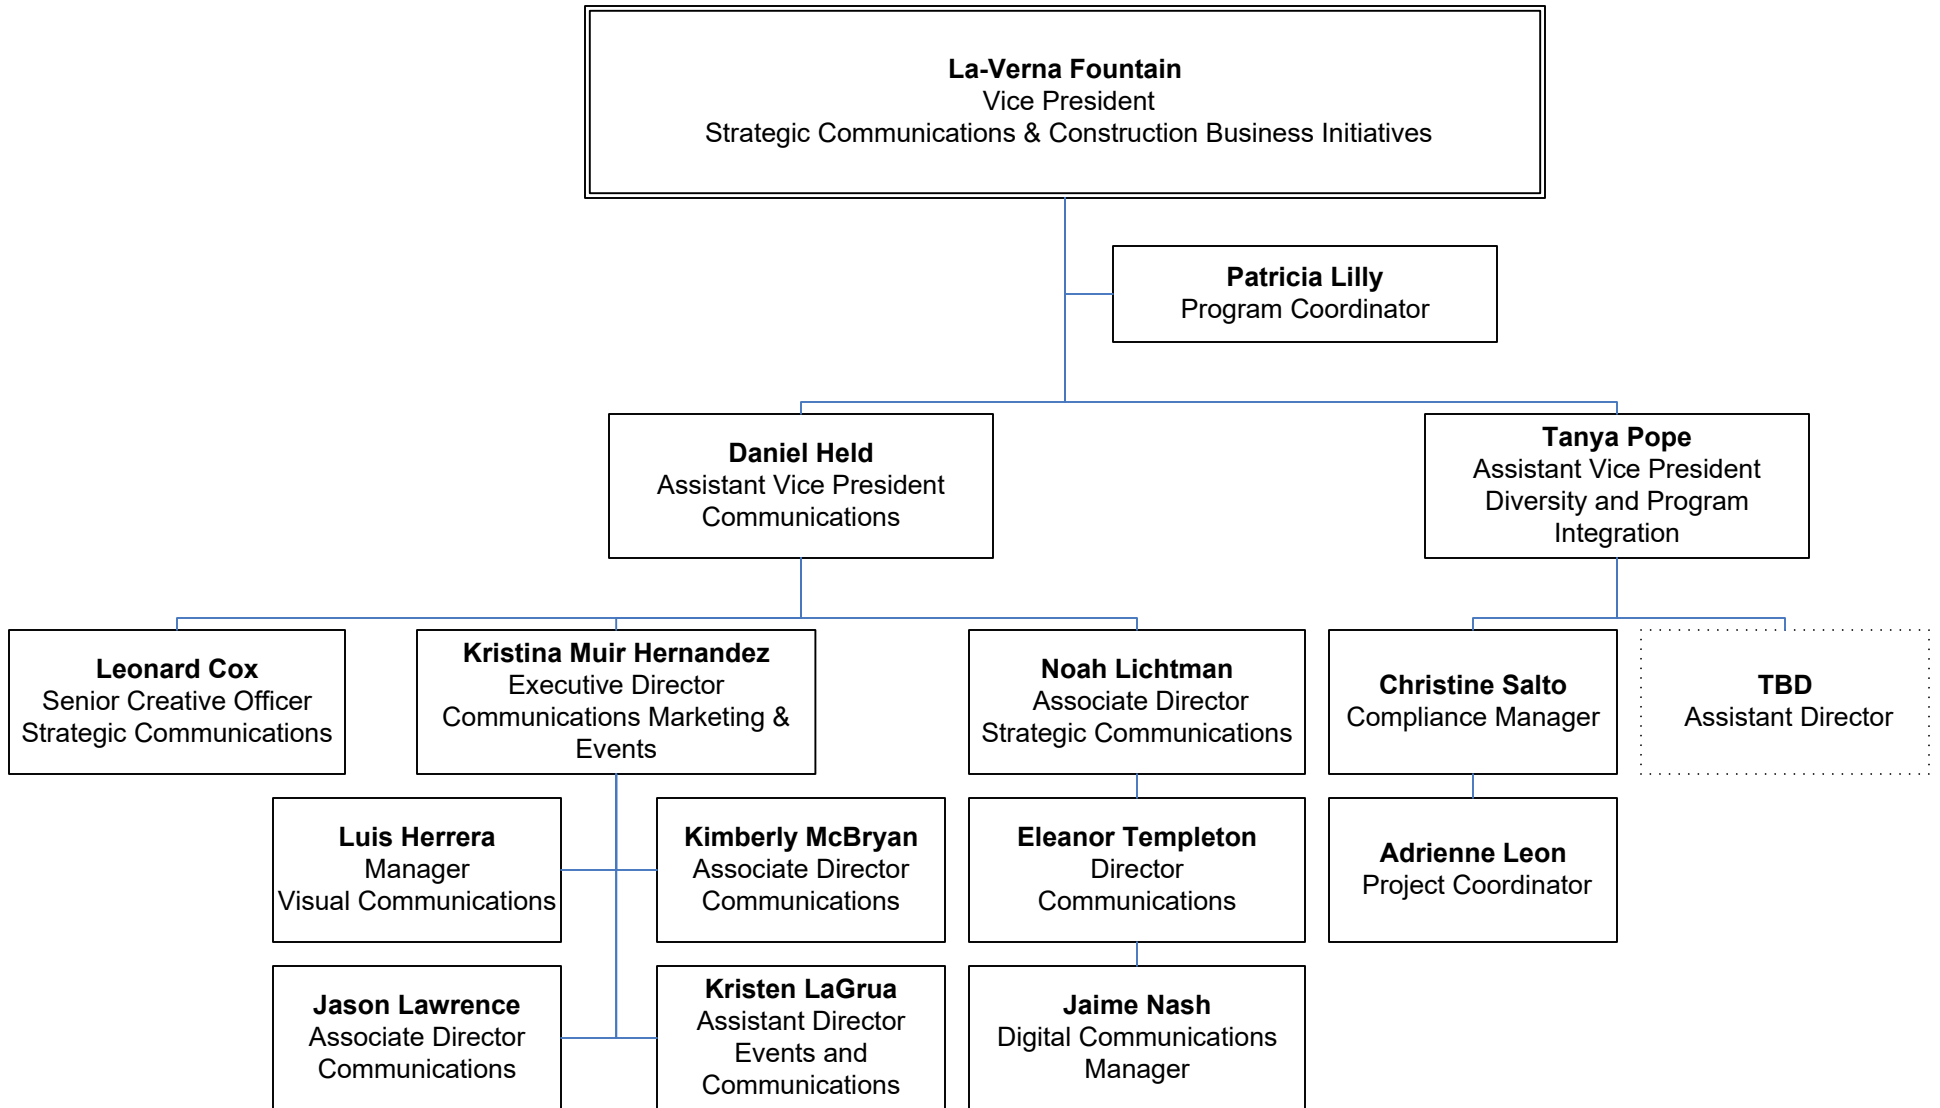 La-Verna Fountain
Vice President
Strategic Communications & Construction Business Initiatives
Patricia Lilly
Program Coordinator
Daniel Held
Assistant Vice President
Communications
Tanya Pope
Assistant Vice President
Diversity and Program
Integration
Leonard Cox
Senior Creative Officer
Strategic Communications
Kristina Muir Hernandez
Executive Director
Communications Marketing &
Events
Noah Lichtman
Associate Director
Strategic Communications
Christine Salto
Compliance Manager
TBD
Assistant Director
Luis Herrera
Manager
Visual Communications
Kimberly McBryan
Associate Director
Communications
Eleanor Templeton
Director
Communications
Adrienne Leon
Project Coordinator
Jason Lawrence
Associate Director
Communications
Kristen LaGrua
Assistant Director
Events and
Communications
Jaime Nash
Digital Communications
Manager